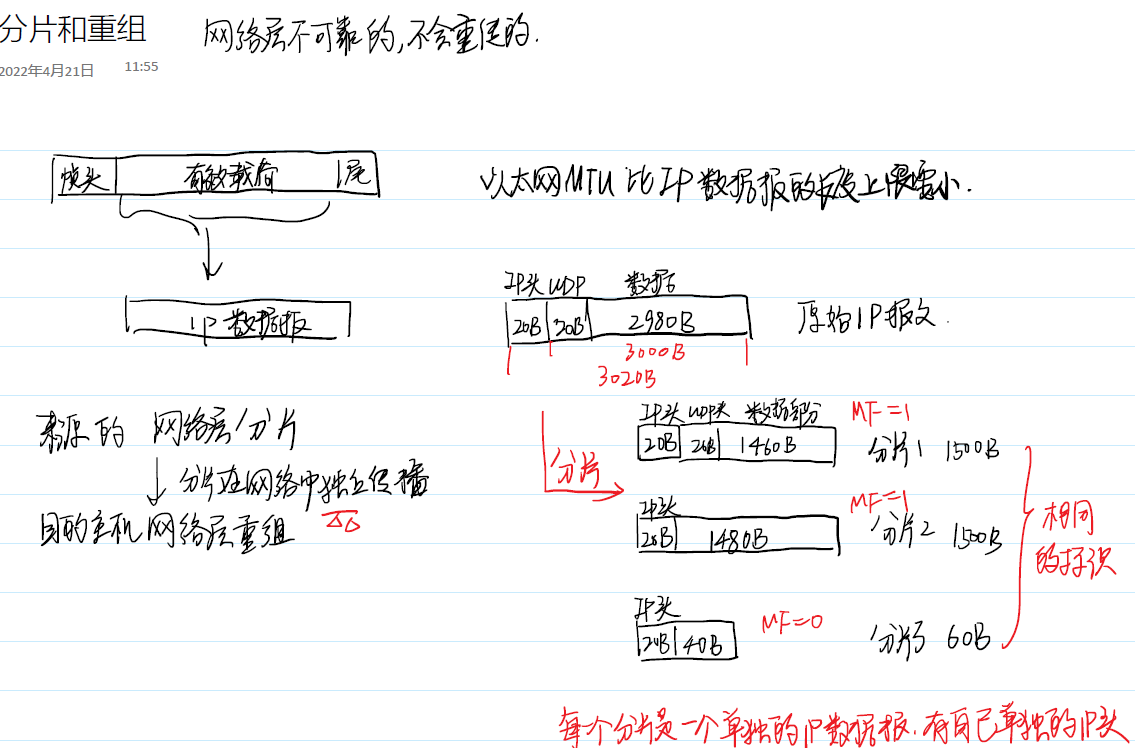 分片和重组
网络层不可靠的,不会重传的.
2022年4月21日 11:55
帧头 有效载荷 尾
以太网MTU比IP数据报的长度上限要小.
IP数据报
IP头 UDP 数据
20B 20B 2980B
原始IP报文.
3000B
3020B
来源的 网络层分片
分片在网络中独立传播
目的主机网络层重组
分片
IP头 UDP头 数据部分 MF=1
20B 20B 1460B
分片1 1500B
IP头 MF=1
20B 1480B
分片2 1500B
IP头 MF=0
20B 40B
分片3 60B
相同
的标识
每个分片是一个单独的IP数据报.有自己单独的IP头